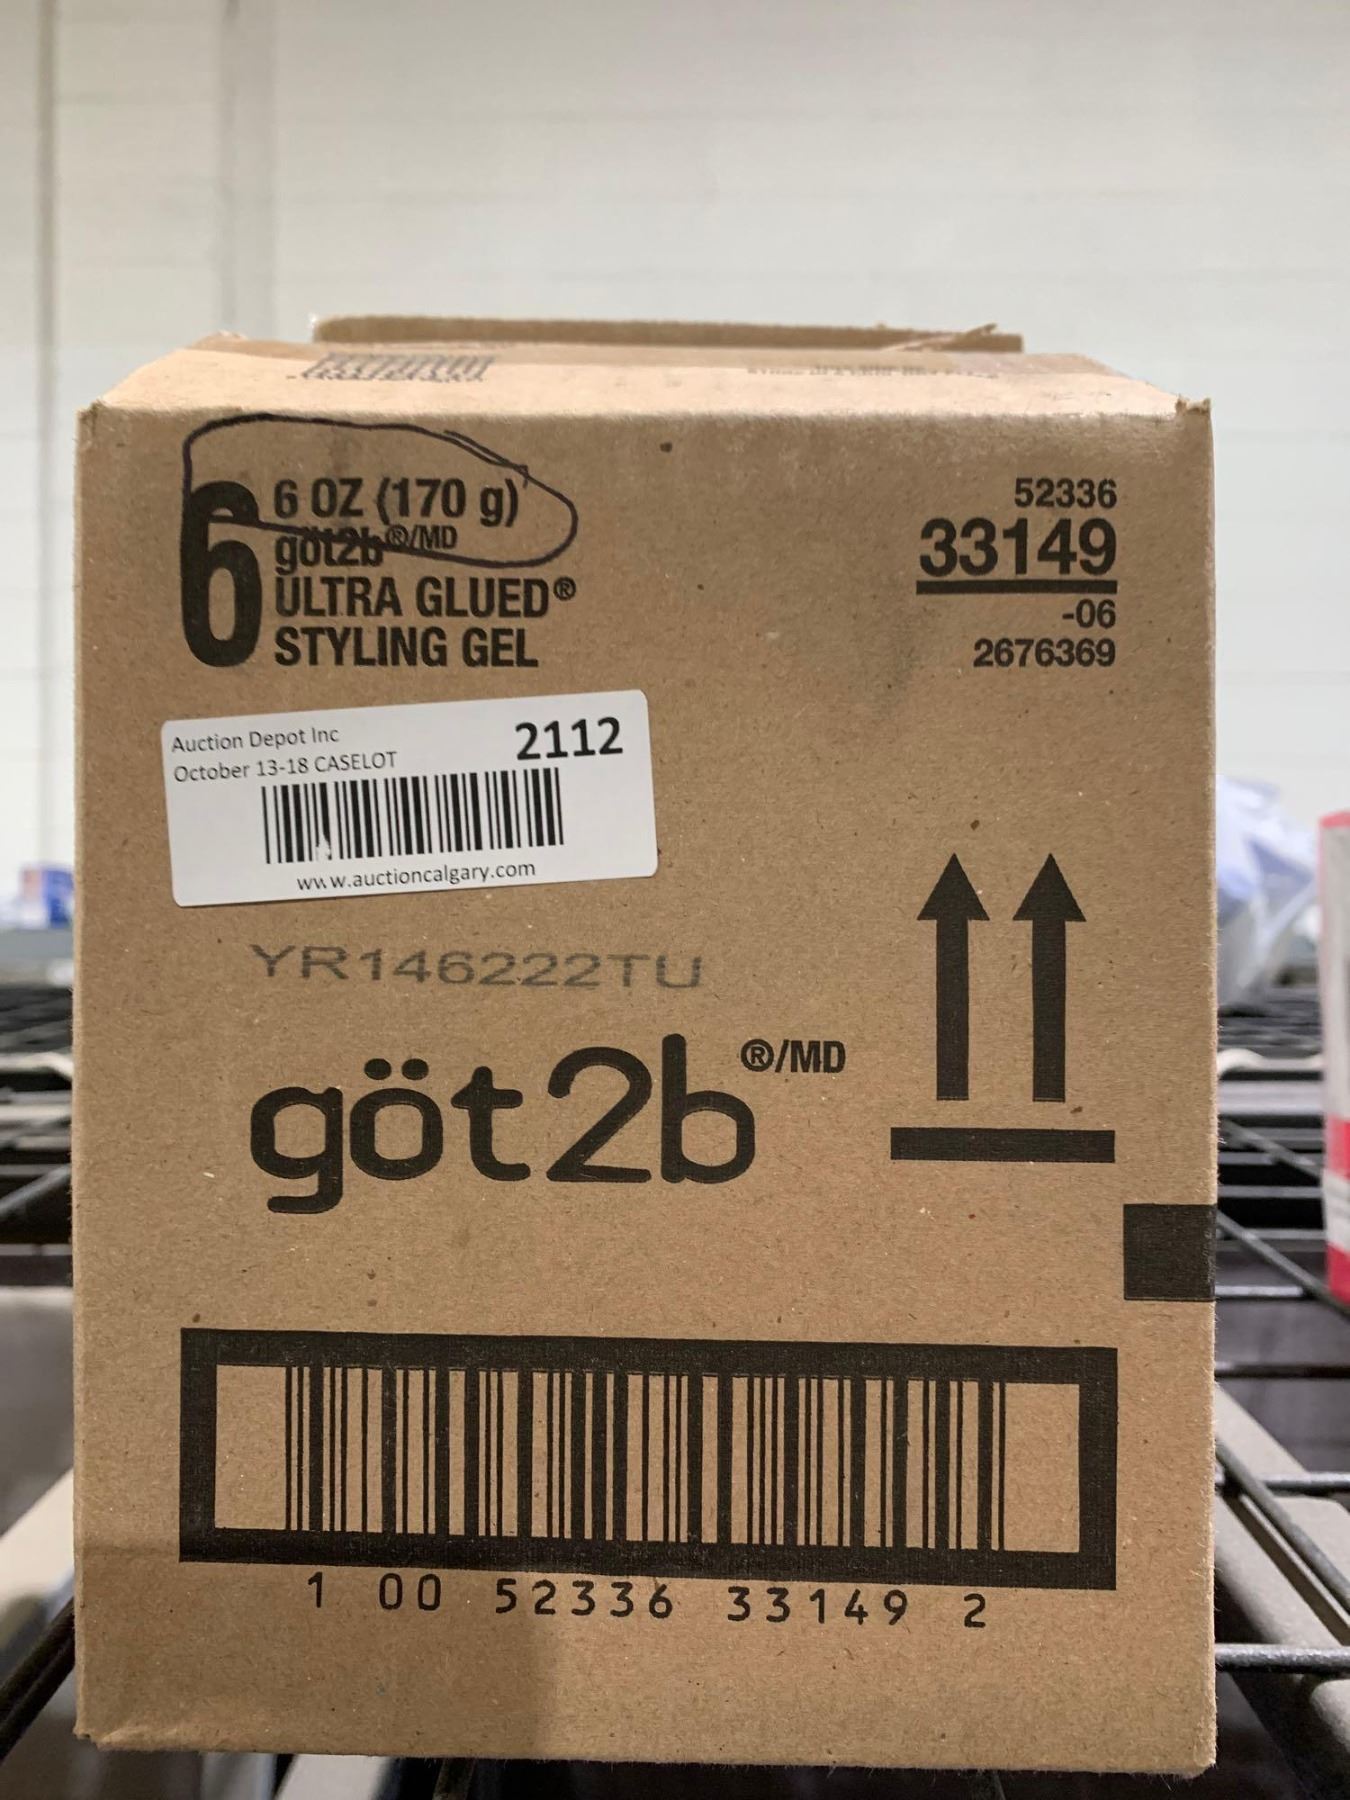 6
6 OZ (170 g)
göt2b®/MD
ULTRA GLUED®
STYLING GEL
52336
33149
-06
2676369
Auction Depot Inc
2112
October 13-18 CASELOT
www.auctioncalgary.com
YR146222TU
göt2b®/MD
1 00 52336 33149 2